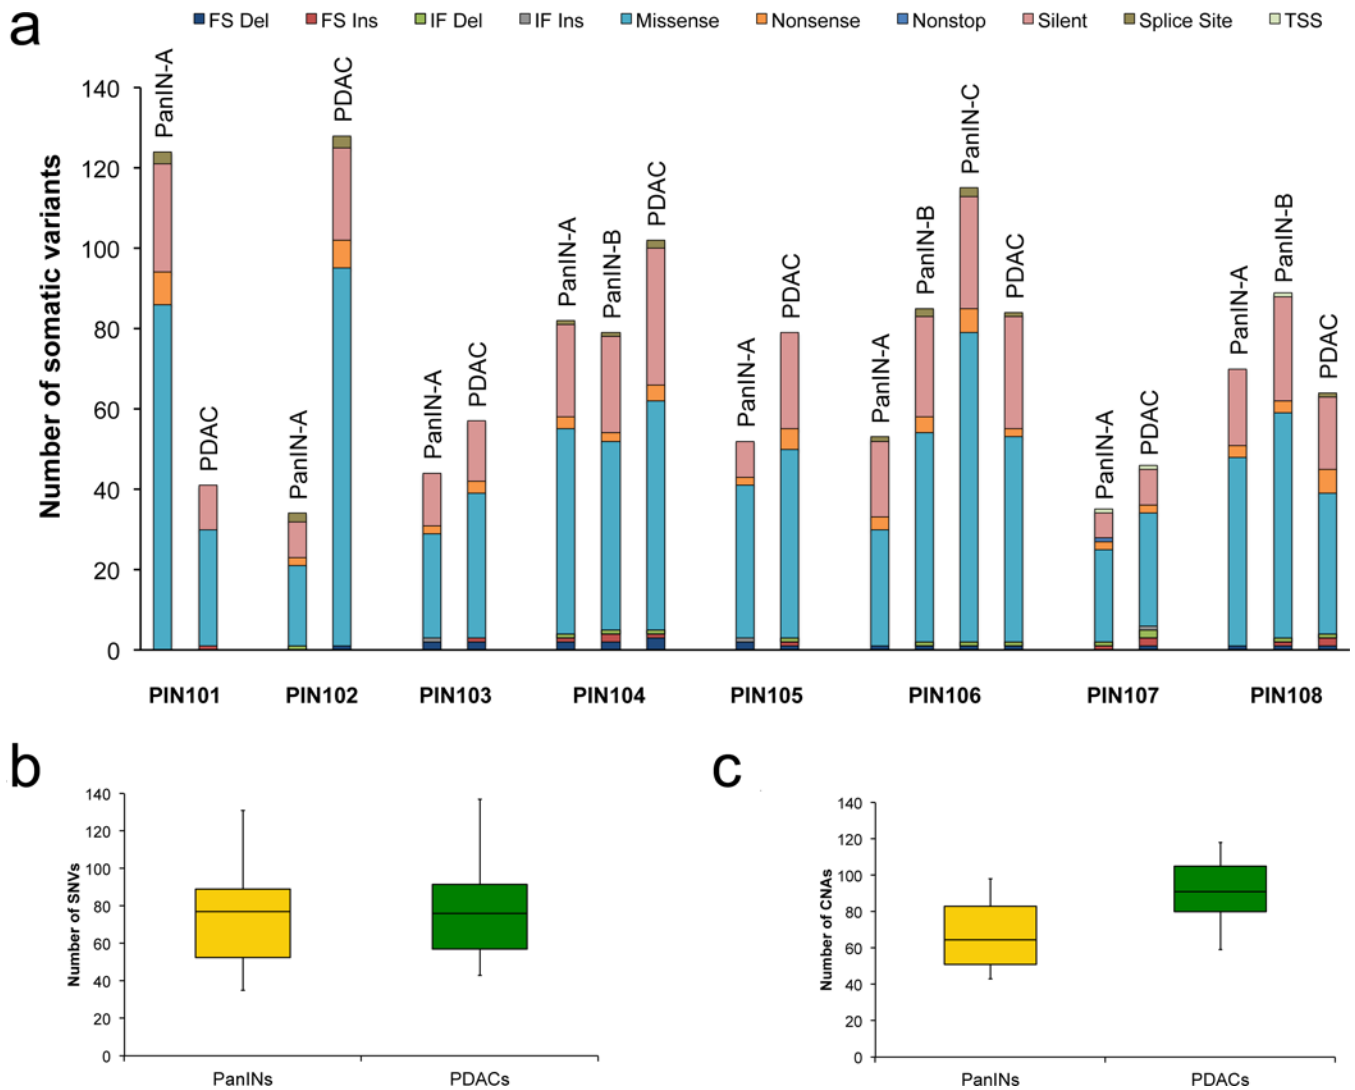 a
FS Del FS Ins IF Del IF Ins Missense Nonsense Nonstop Silent Splice Site TSS
Number of somatic variants
140
120
100
80
60
40
20
0
PanIN-A
PDAC
PanIN-A
PDAC
PanIN-A
PDAC
PanIN-A
PanIN-B
PDAC
PanIN-A
PDAC
PanIN-A
PanIN-B
PanIN-C
PDAC
PanIN-A
PDAC
PanIN-A
PanIN-B
PDAC
PIN101 PIN102 PIN103 PIN104 PIN105 PIN106 PIN107 PIN108
b
Number of SNVs
140
120
100
80
60
40
20
0
PanINs PDACs
c
Number of CNAs
140
120
100
80
60
40
20
0
PanINs PDACs